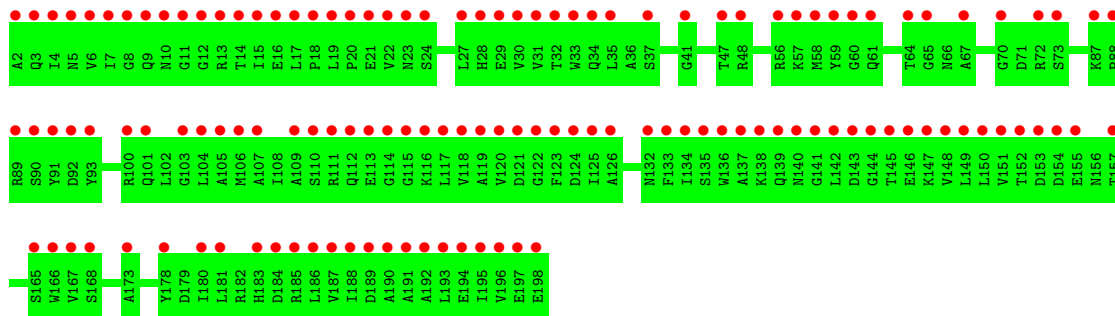 A2 Q3 I4 N5 V6 I7 G8 Q9 N10 G11 G12 R13 T14 I15 E16 L17 P18 L19 P20 E21 V22 N23 S24 L27 H28 E29 V30 V31 T32 W33 Q34 L35 A36 S37 G41 T47 R48 R56 K57 M58 Y59 G60 Q61 T64 G65 N66 A67 G70 D71 R72 S73 K87 R88
R89 S90 Y91 D92 Y93 R100 Q101 L102 G103 L104 A105 M106 A107 I108 A109 S110 R111 Q112 E113 G114 G115 K116 L117 V118 A119 V120 D121 G122 F123 D124 I125 A126 N132 F133 I134 S135 W136 A137 K138 Q139 N140 G141 L142 D143 G144 T145 E146 K147 V148 L149 L150 V151 T152 D153 D154 E155 N156 T157
S165 W166 V167 S168 A173 Y178 D179 I180 L181 R182 H183 D184 R185 L186 V187 I188 D189 A190 A191 A192 L193 E194 I195 V196 E197 E198